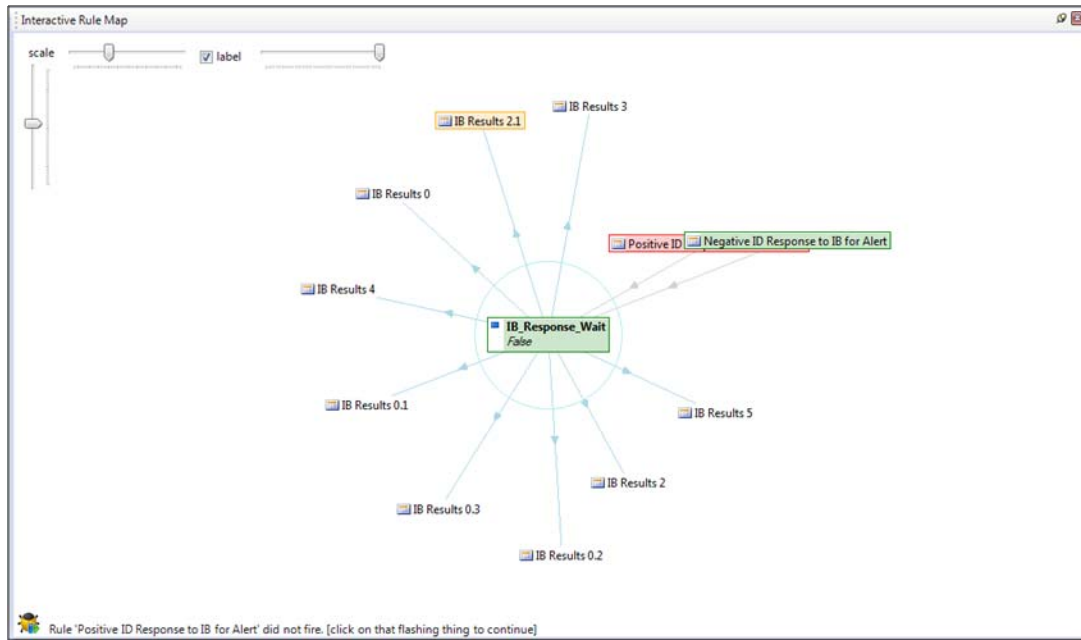 Interactive Rule Map
scale
label
IB Results 3
IB Results 2.1
IB Results 0
Positive ID
Negative ID Response to IB for Alert
IB Results 4
IB_Response_Wait
False
IB Results 0.1
IB Results 5
IB Results 2
IB Results 0.3
IB Results 0.2
Rule 'Positive ID Response to IB for Alert' did not fire. [click on that flashing thing to continue]